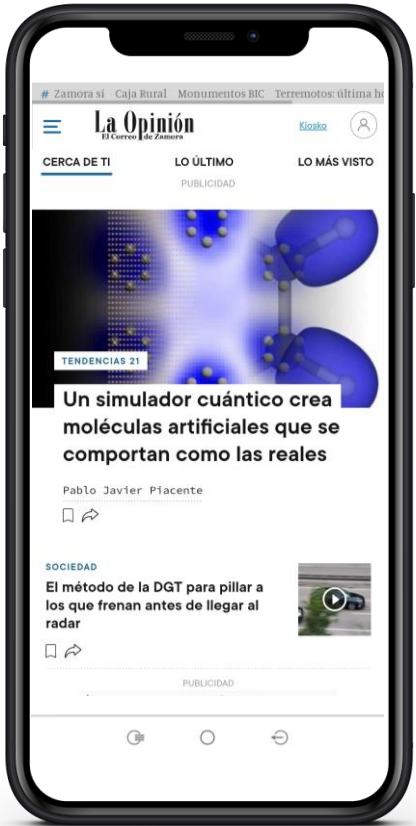 # Zamora sí Caja Rural Monumentos BIC Terremotos: última
La Opinión
El Correo de Zamora
Kiosko
CERCA DE TI LO ÚLTIMO LO MÁS VISTO
PUBLICIDAD
TENDENCIAS 21
Un simulador cuántico crea
moléculas artificiales que se
comportan como las reales
Pablo Javier Piacente
SOCIEDAD
El método de la DGT para pillar a
los que frenan antes de llegar al
radar
PUBLICIDAD